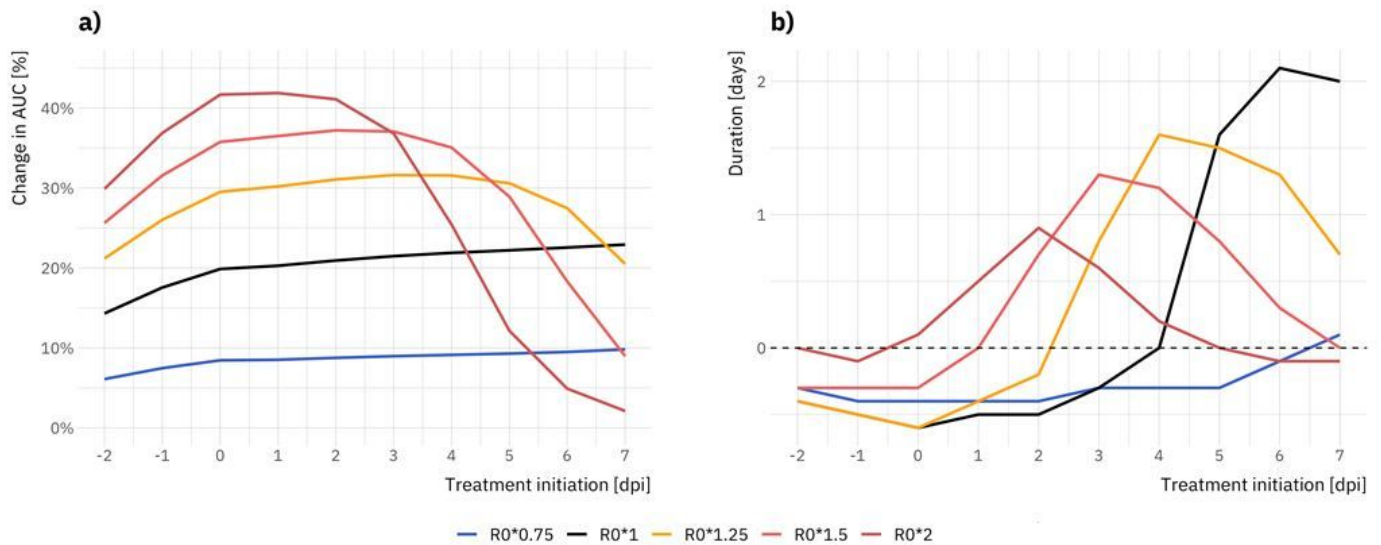 a)
Change in AUC [%]
40%
30%
20%
10%
0%
-2 -1 0 1 2 3 4 5 6 7
Treatment initiation [dpi]
b)
Duration [days]
2
1
0
-2 -1 0 1 2 3 4 5 6 7
Treatment initiation [dpi]
R0*0.75 R0*1 R0*1.25 R0*1.5 R0*2